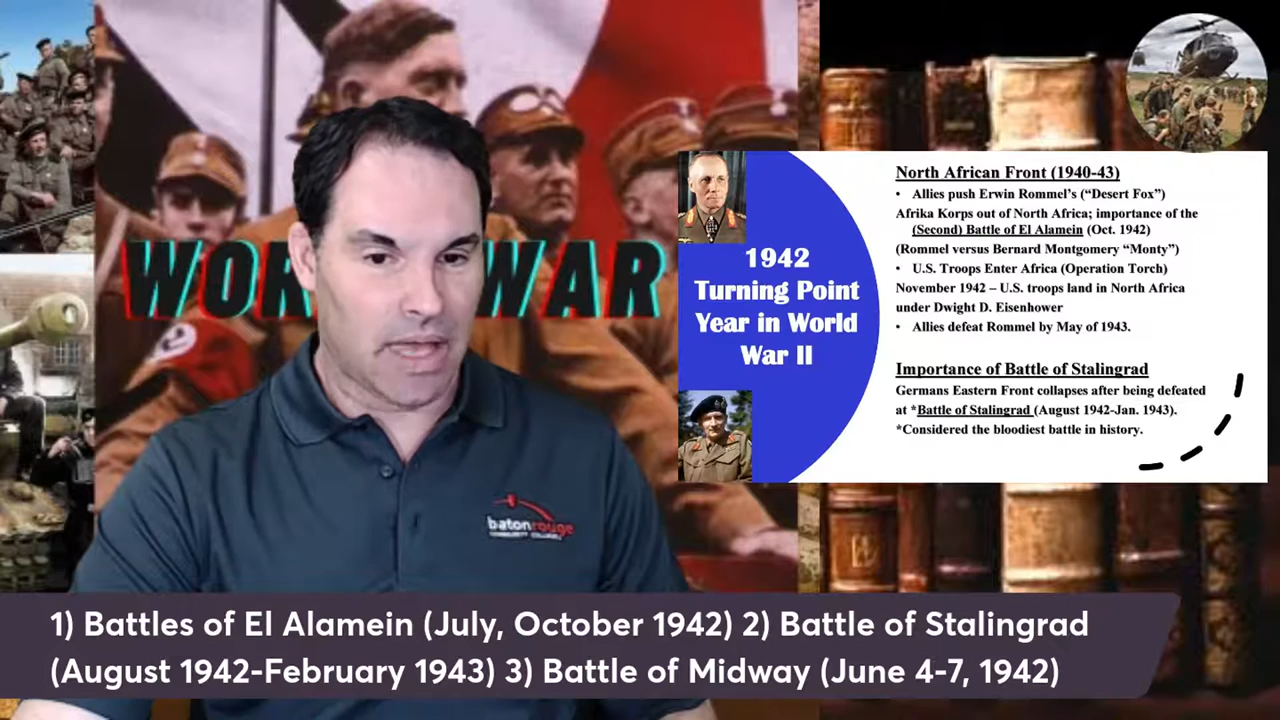 WOR WAR
baton rouge
COMMUNITY COLLEGE
1942
Turning Point
Year in World
War II
North African Front (1940-43)
• Allies push Erwin Rommel's (“Desert Fox”)
Afrika Korps out of North Africa; importance of the
(Second) Battle of El Alamein (Oct. 1942)
(Rommel versus Bernard Montgomery “Monty”)
• U.S. Troops Enter Africa (Operation Torch)
November 1942 – U.S. troops land in North Africa
under Dwight D. Eisenhower
• Allies defeat Rommel by May of 1943.
Importance of Battle of Stalingrad
Germans Eastern Front collapses after being defeated
at *Battle of Stalingrad (August 1942-Jan. 1943).
*Considered the bloodiest battle in history.
1) Battles of El Alamein (July, October 1942) 2) Battle of Stalingrad
(August 1942-February 1943) 3) Battle of Midway (June 4-7, 1942)